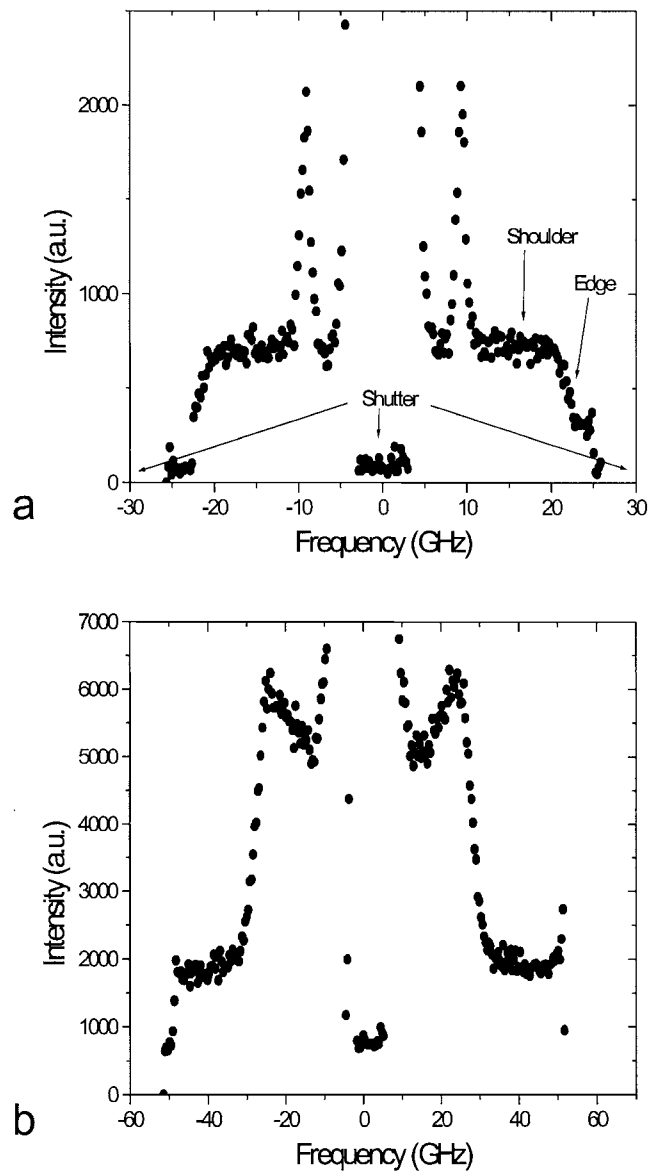 2000
1000
0
Intensity (a.u.)
Shoulder
Edge
Shutter
-30 -20 -10 0 10 20 30
Frequency (GHz)
a
7000
6000
5000
4000
3000
2000
1000
0
Intensity (a.u.)
-60 -40 -20 0 20 40 60
Frequency (GHz)
b